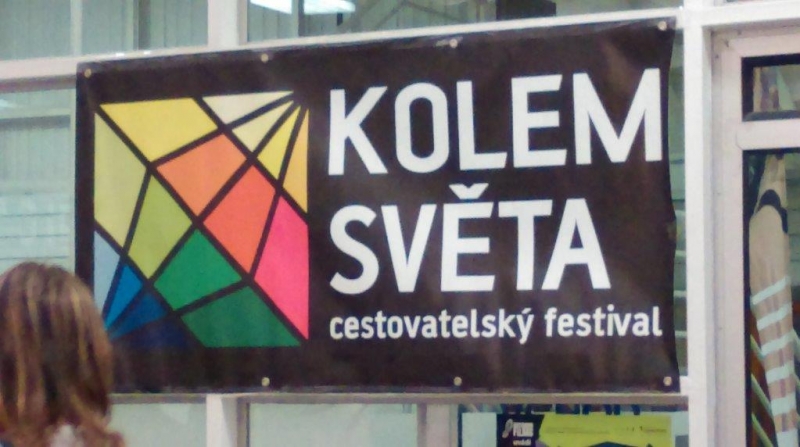 KOLEM
SVĚTA
cestovatelský festival